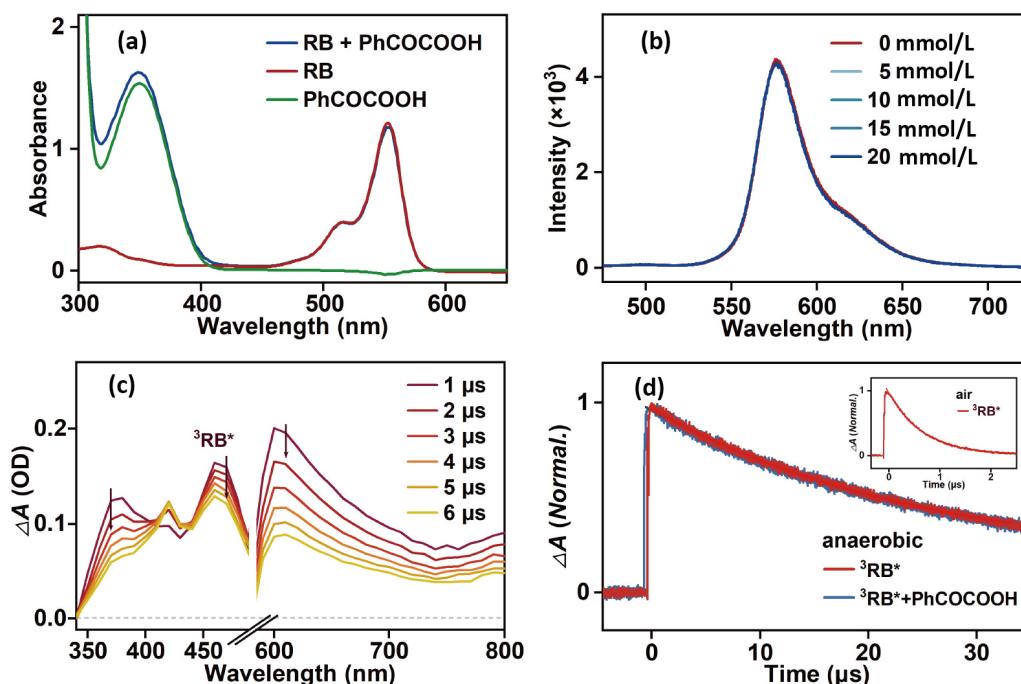 (a)
RB + PhCOCOOH
RB
PhCOCOOH
Absorbance
2
1
0
300
400
500
600
Wavelength (nm)
(b)
0 mmol/L
5 mmol/L
10 mmol/L
15 mmol/L
20 mmol/L
Intensity (×10³)
4
2
0
500
550
600
650
700
Wavelength (nm)
(c)
1 µs
2 µs
3 µs
4 µs
5 µs
6 µs
³RB*
ΔA (OD)
0.2
0.1
0.0
350
400
450
600
700
800
Wavelength (nm)
(d)
air
³RB*
ΔA (Normal.)
1
0
0
1
2
Time (µs)
anaerobic
³RB*
³RB*+PhCOCOOH
ΔA (Normal.)
1
0
0
10
20
30
Time (µs)